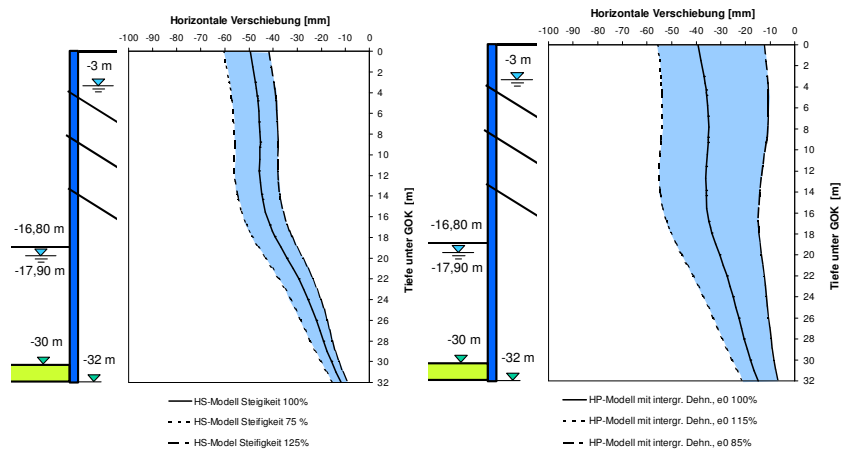 Horizontale Verschiebung [mm]
-100 -90 -80 -70 -60 -50 -40 -30 -20 -10 0
0
2
4
6
8
10
12
14
16
18
20
22
24
26
28
30
32
Tiefe unter GOK [m]
-3 m
-16,80 m
-17,90 m
-30 m
-32 m
HS-Modell Steigikeit 100%
HS-Modell Steifigkeit 75 %
HS-Model Steifigkeit 125%
Horizontale Verschiebung [mm]
-100 -90 -80 -70 -60 -50 -40 -30 -20 -10 0
0
2
4
6
8
10
12
14
16
18
20
22
24
26
28
30
32
Tiefe unter GOK [m]
-3 m
-16,80 m
-17,90 m
-30 m
-32 m
HP-Modell mit intergr. Dehn., e0 100%
HP-Modell mit intergr. Dehn., e0 115%
HP-Modell mit intergr. Dehn., e0 85%